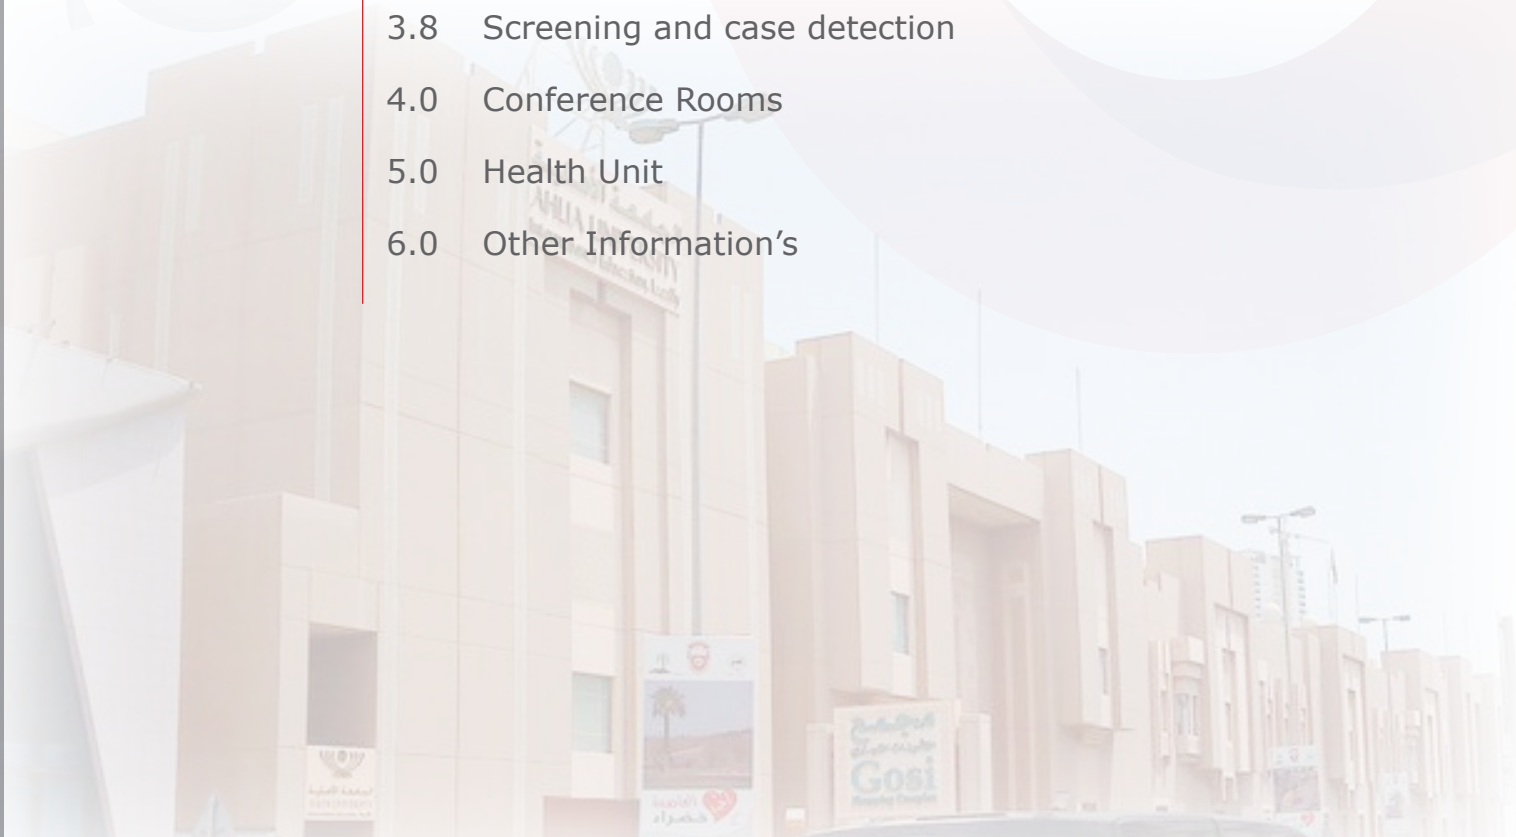 3.8 Screening and case detection
4.0 Conference Rooms
5.0 Health Unit
6.0 Other Information’s
AHLIA UNIVERSITY
Gosi